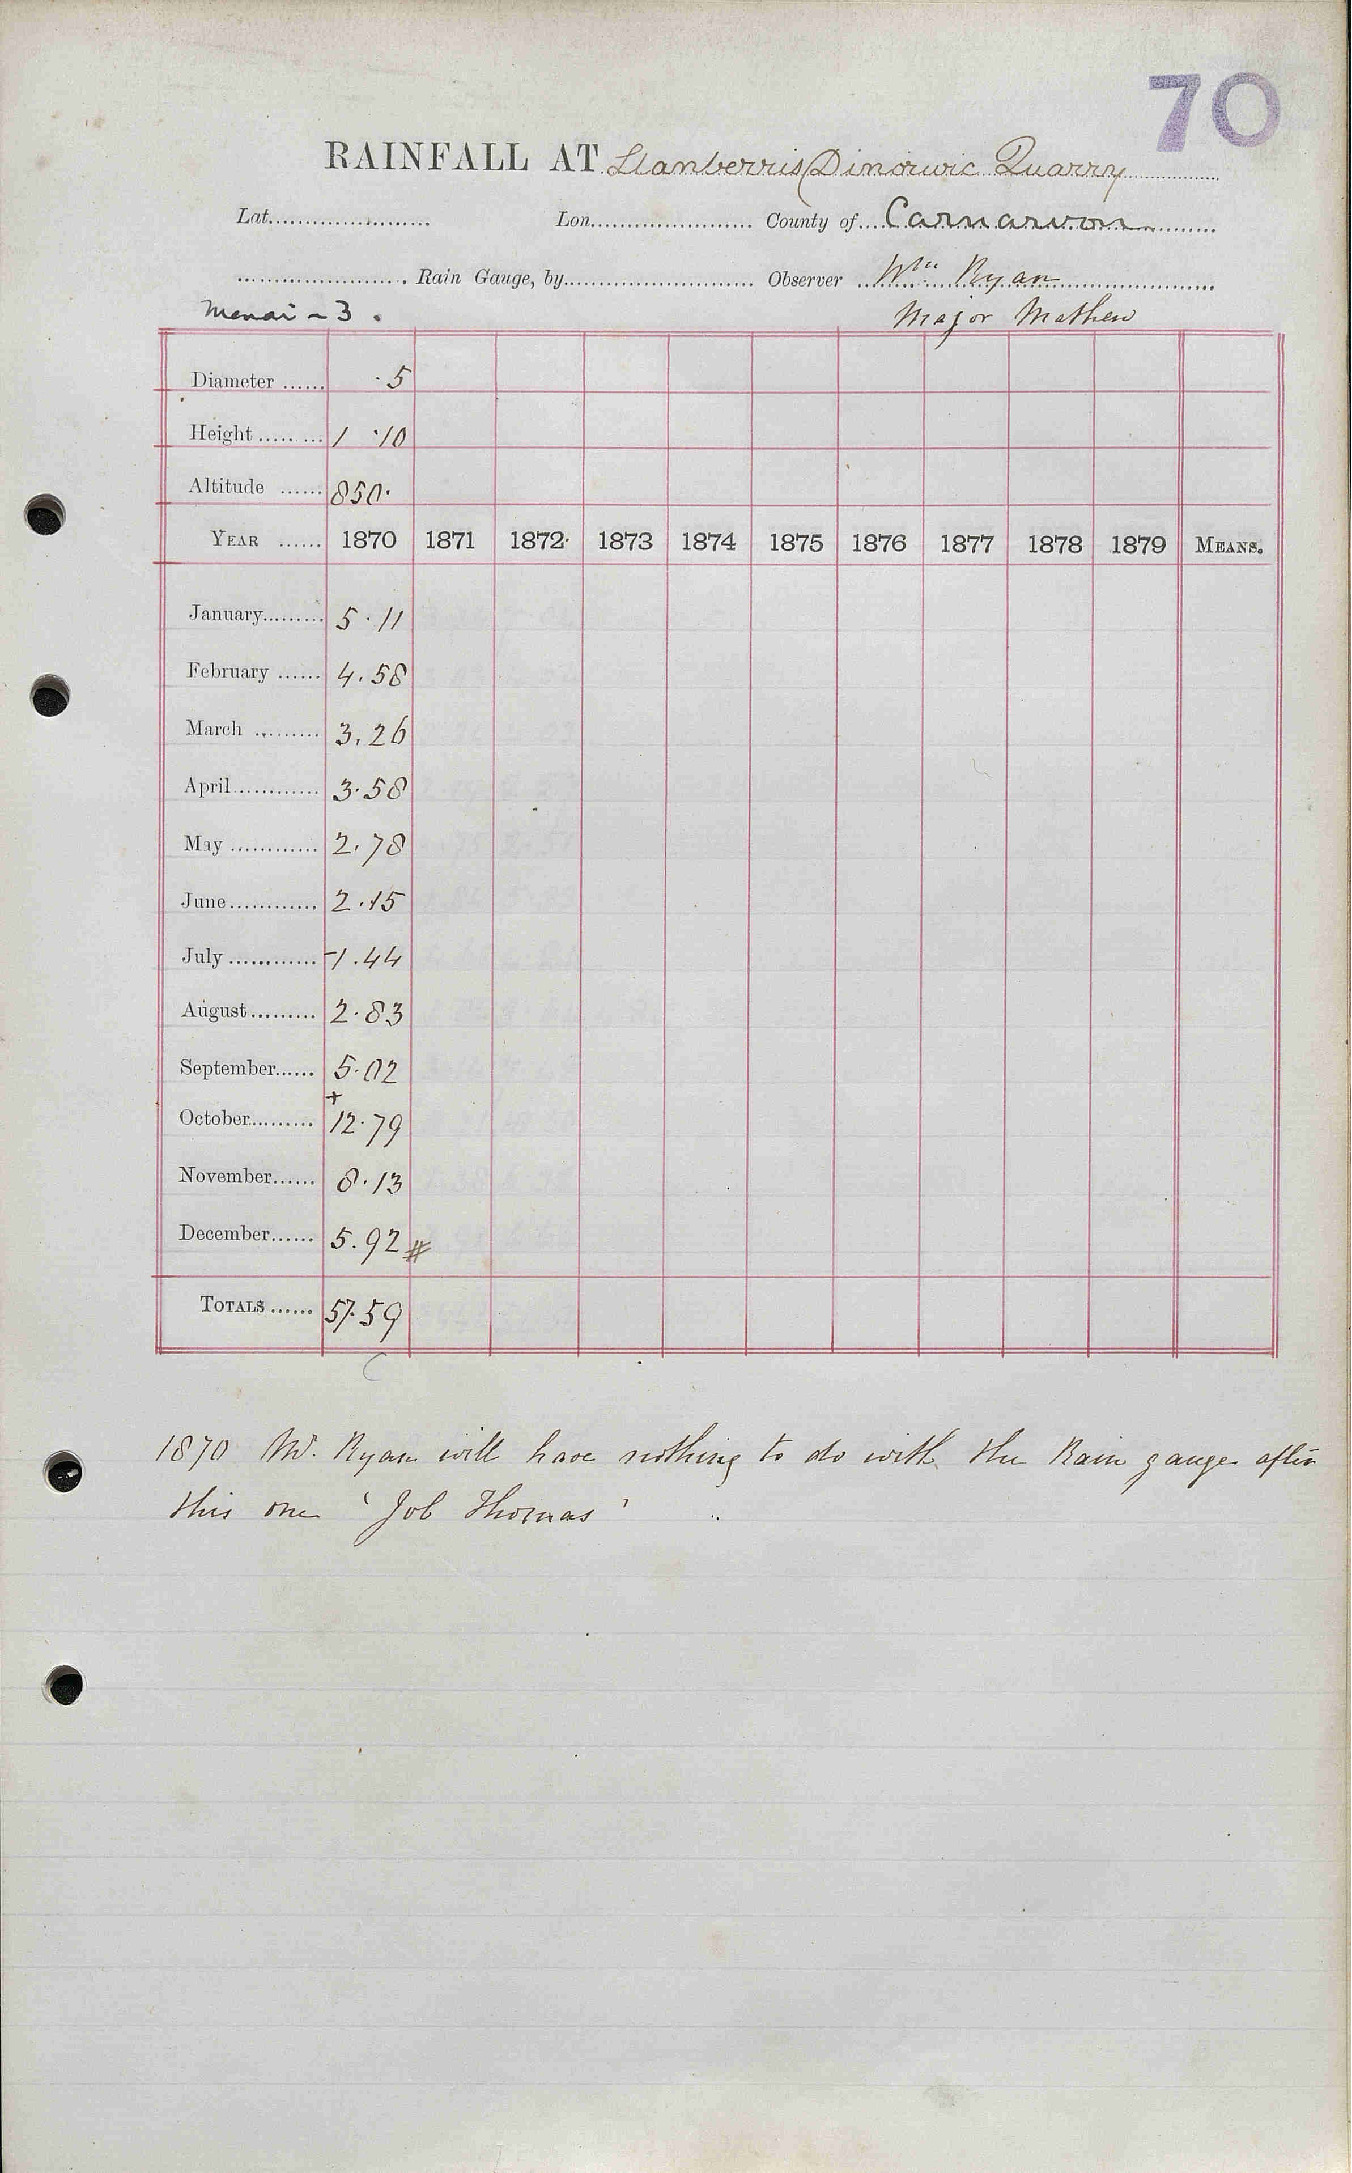 70
RAINFALL AT Llanberris (Dinorwic Quarry
Lat...................... Lon...................... County of.... Carnarvon
....................... Rain Gauge, by.......................... Observer ... Wm Ryan
Menai - 3. Major Mathew
Diameter ...... .5
Height ........ 1 .10
Altitude ...... 850.
YEAR ...... 1870 1871 1872 1873 1874 1875 1876 1877 1878 1879 MEANS.
January......... 5.11
February ...... 4.58
March ......... 3.26
April............ 3.58
May ............ 2.78
June............ 2.15
July ............ -1.44
August......... 2.83
September...... 5.02
+
October......... 12.79
November...... 8.13
December...... 5.92 #
TOTALS ...... 57.59
1870 Mr. Ryan will have nothing to do with the Rain gauge after
this one 'Job Thomas'